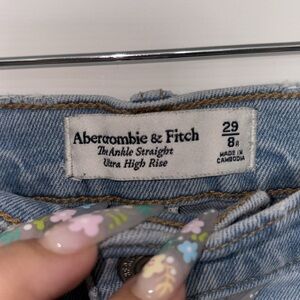 Abercrombie & Fitch
The Ankle Straight
Ultra High Rise
29
8R
MADE IN
CAMBODIA